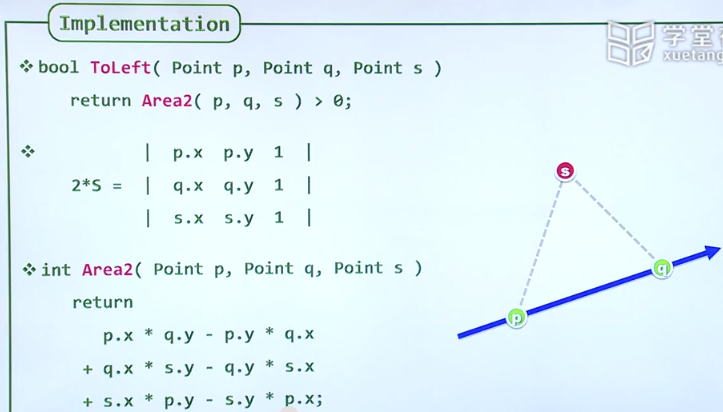 Implementation
❖bool ToLeft( Point p, Point q, Point s )
return Area2( p, q, s ) > 0;
❖
| p.x p.y 1 |
2*S = | q.x q.y 1 |
| s.x s.y 1 |
❖int Area2( Point p, Point q, Point s )
return
p.x * q.y - p.y * q.x
+ q.x * s.y - q.y * s.x
+ s.x * p.y - s.y * p.x;
s
q
p
学堂
xuetang